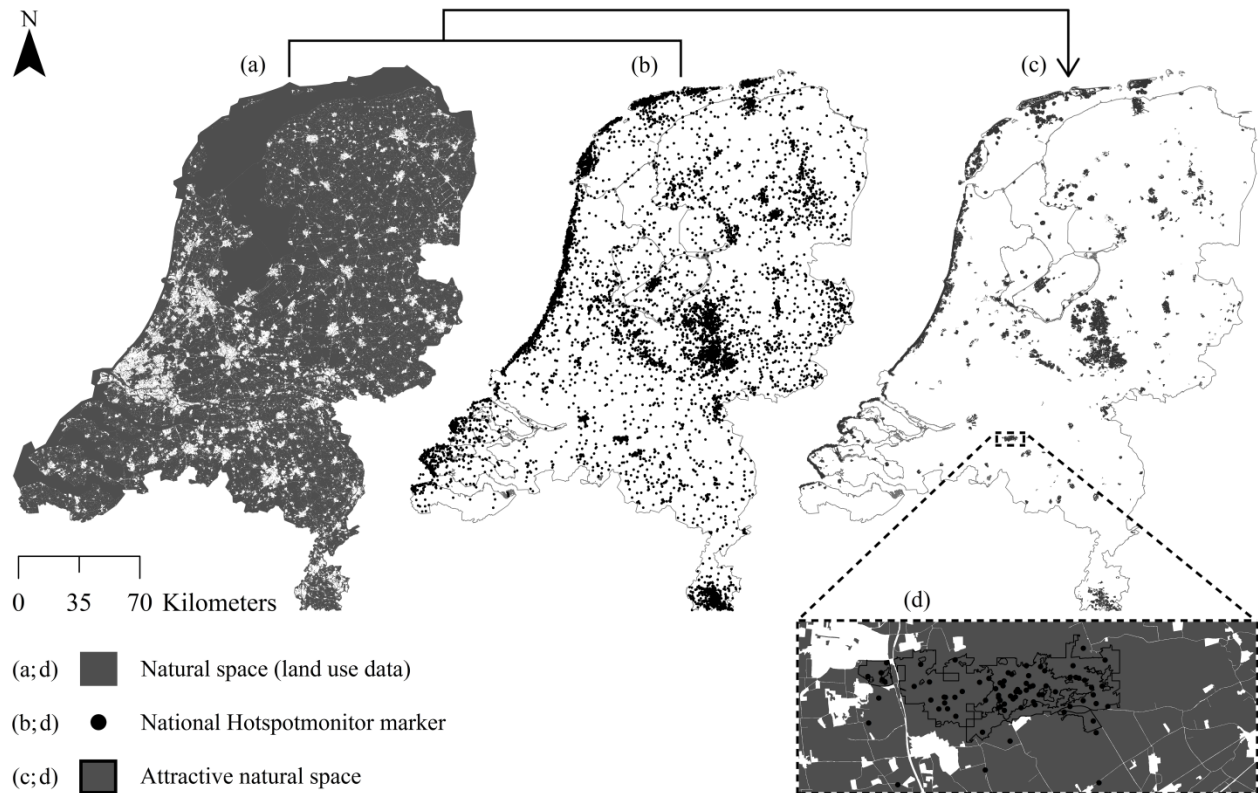 N
(a)
(b)
(c)
0 35 70 Kilometers
(d)
(a; d) Natural space (land use data)
(b; d) National Hotspotmonitor marker
(c; d) Attractive natural space